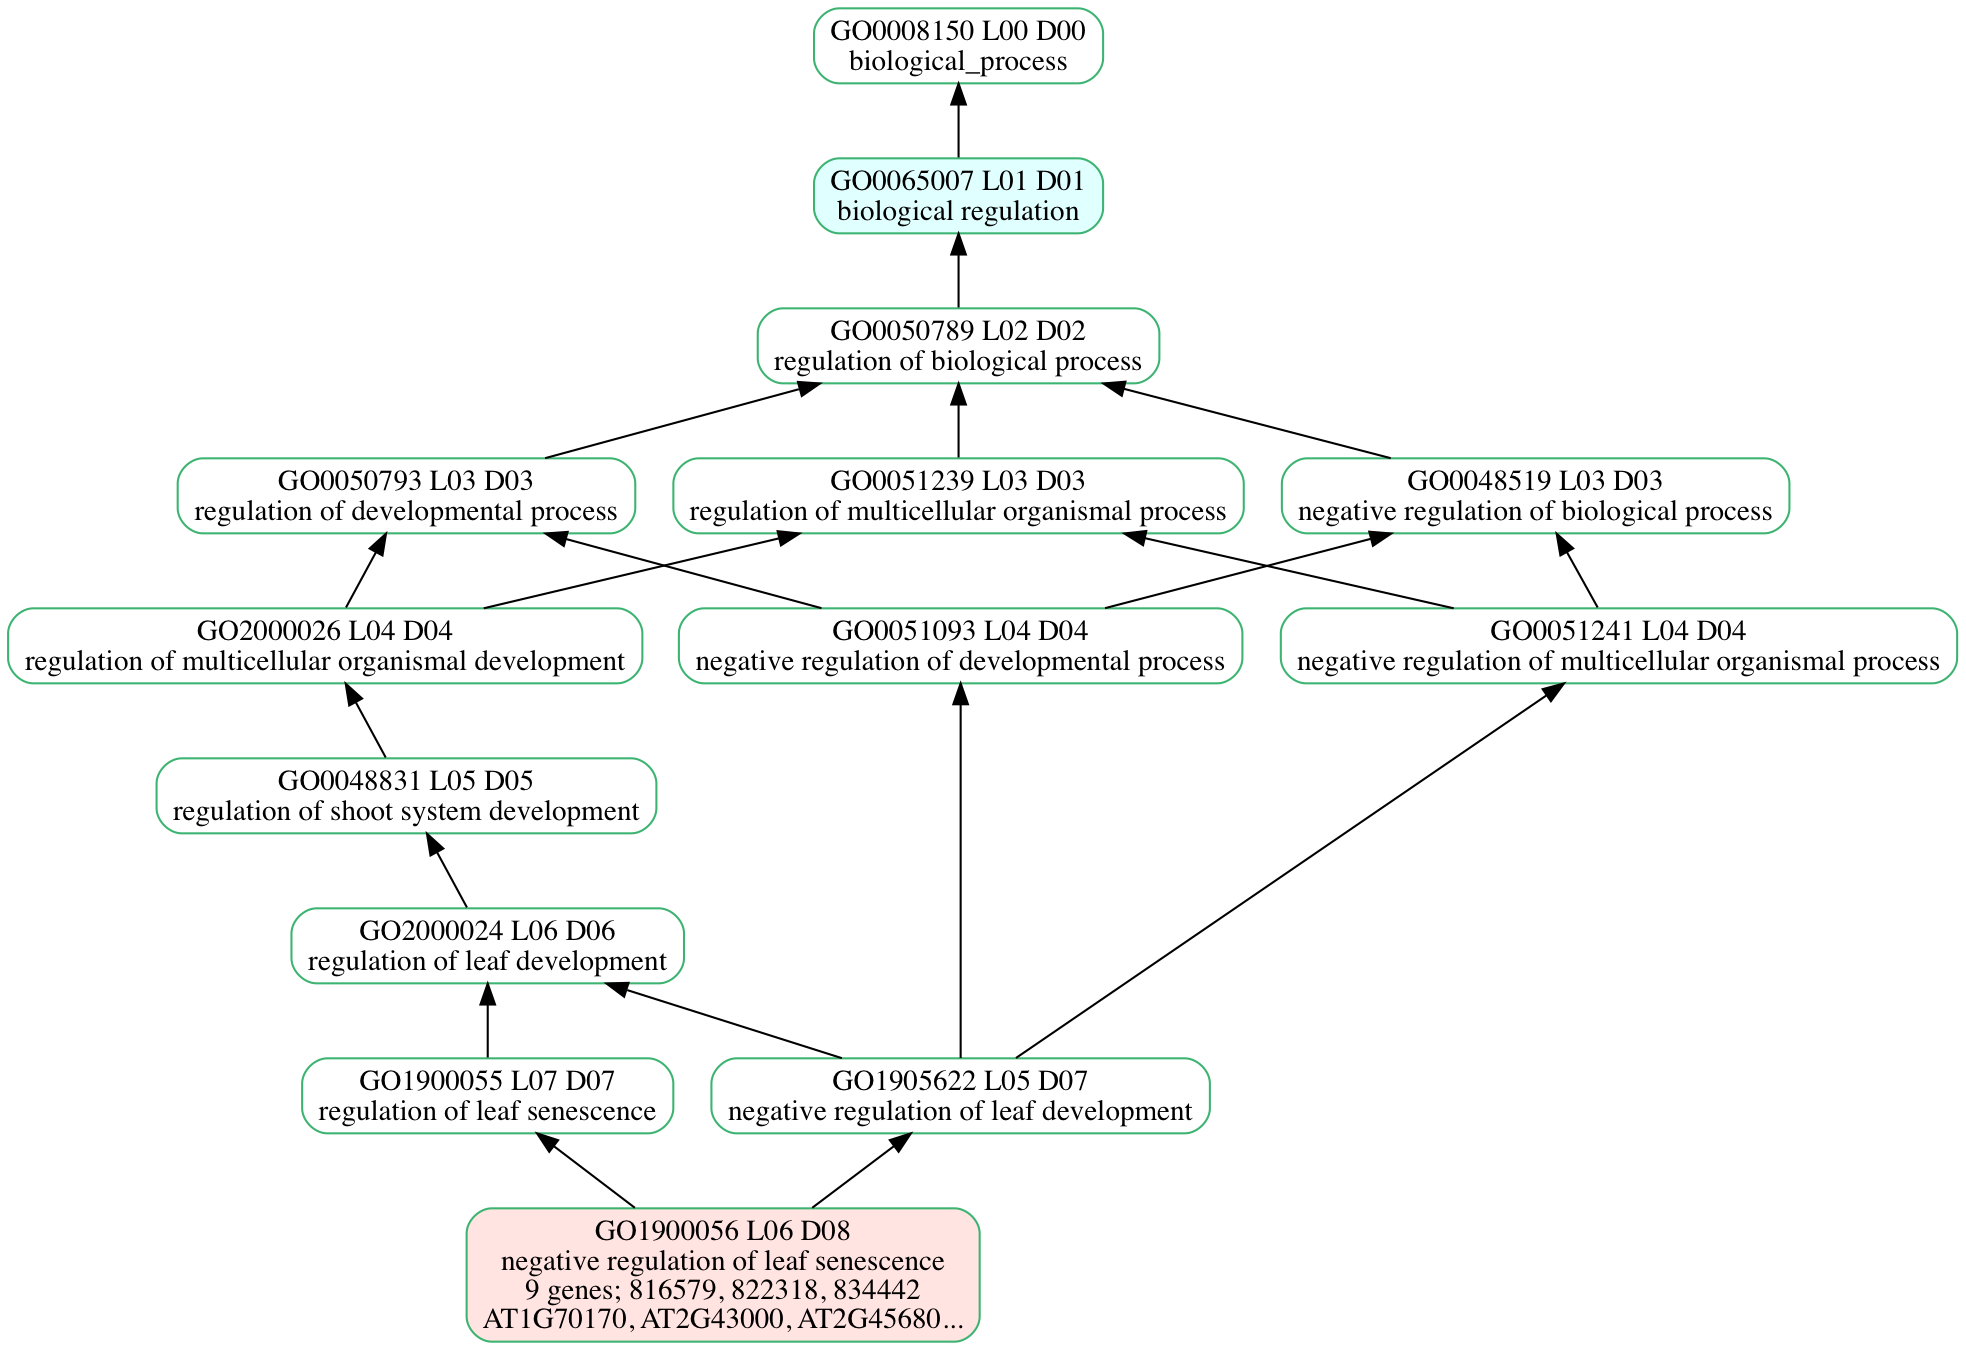 GO0008150 L00 D00
biological_process
GO0065007 L01 D01
biological regulation
GO0050789 L02 D02
regulation of biological process
GO0050793 L03 D03
regulation of developmental process
GO0051239 L03 D03
regulation of multicellular organismal process
GO0048519 L03 D03
negative regulation of biological process
GO2000026 L04 D04
regulation of multicellular organismal development
GO0051093 L04 D04
negative regulation of developmental process
GO0051241 L04 D04
negative regulation of multicellular organismal process
GO0048831 L05 D05
regulation of shoot system development
GO2000024 L06 D06
regulation of leaf development
GO1900055 L07 D07
regulation of leaf senescence
GO1905622 L05 D07
negative regulation of leaf development
GO1900056 L06 D08
negative regulation of leaf senescence
9 genes; 816579, 822318, 834442
AT1G70170, AT2G43000, AT2G45680...